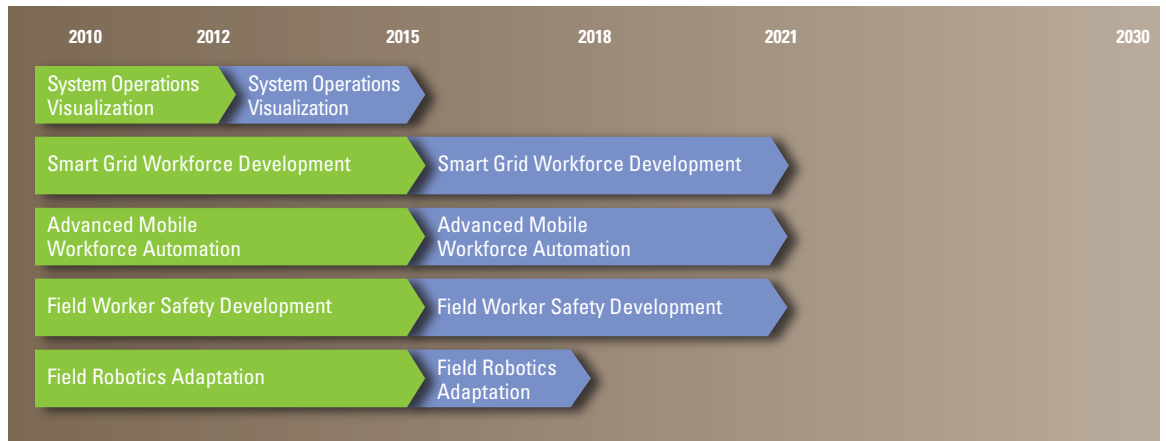 2010 2012 2015 2018 2021 2030
System Operations
Visualization
System Operations
Visualization
Smart Grid Workforce Development
Smart Grid Workforce Development
Advanced Mobile
Workforce Automation
Advanced Mobile
Workforce Automation
Field Worker Safety Development
Field Worker Safety Development
Field Robotics Adaptation
Field Robotics
Adaptation